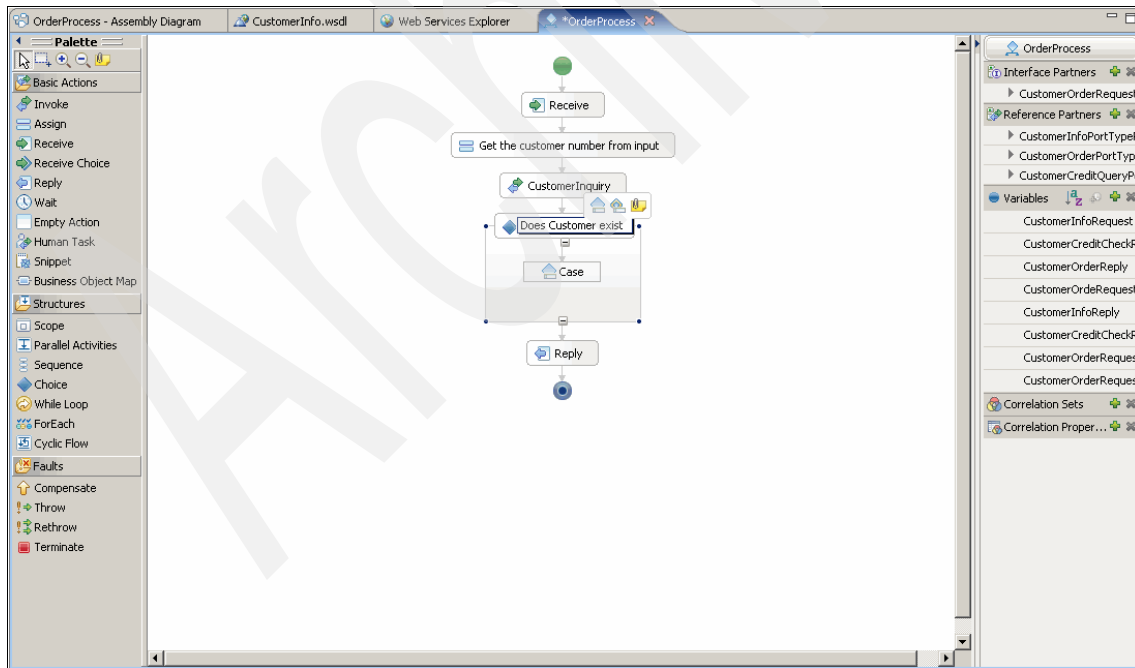 OrderProcess - Assembly Diagram
CustomerInfo.wsdl
Web Services Explorer
*OrderProcess
Palette
Basic Actions
Invoke
Assign
Receive
Receive Choice
Reply
Wait
Empty Action
Human Task
Snippet
Business Object Map
Structures
Scope
Parallel Activities
Sequence
Choice
While Loop
ForEach
Cyclic Flow
Faults
Compensate
Throw
Rethrow
Terminate
Receive
Get the customer number from input
CustomerInquiry
Does Customer exist
Case
Reply
OrderProcess
Interface Partners
CustomerOrderRequest
Reference Partners
CustomerInfoPortTypeP
CustomerOrderPortTyp
CustomerCreditQueryP
Variables
CustomerInfoRequest
CustomerCreditCheckR
CustomerOrderReply
CustomerOrdeRequest
CustomerInfoReply
CustomerCreditCheckR
CustomerOrderReques
CustomerOrderReques
Correlation Sets
Correlation Proper...
Archi